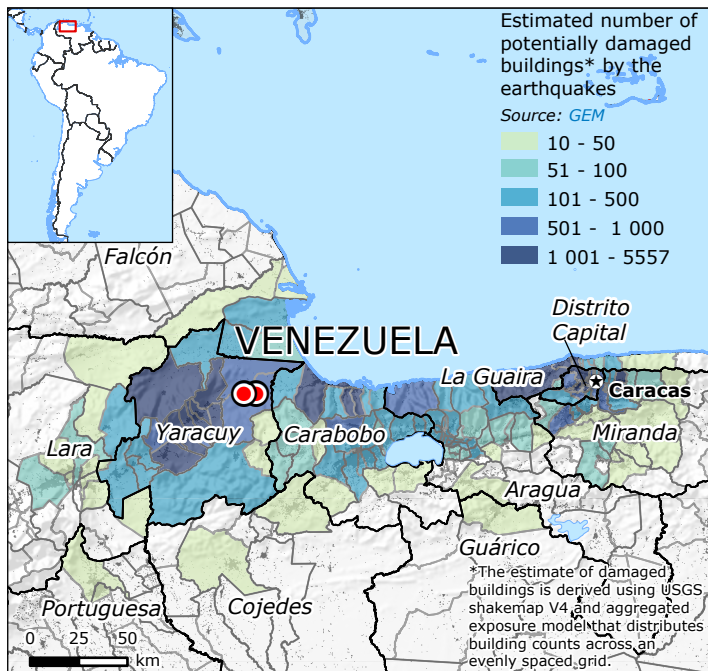 Estimated number of
potentially damaged
buildings* by the
earthquakes
Source: GEM
10 - 50
51 - 100
101 - 500
501 - 1 000
1 001 - 5557
Falcón
VENEZUELA
Distrito
Capital
La Guaira
Caracas
Lara
Yaracuy
Carabobo
Miranda
Aragua
Guárico
Portuguesa
Cojedes
*The estimate of damaged
buildings is derived using USGS
shakemap V4 and aggregated
exposure model that distributes
building counts across an
evenly spaced grid.
0 25 50
km